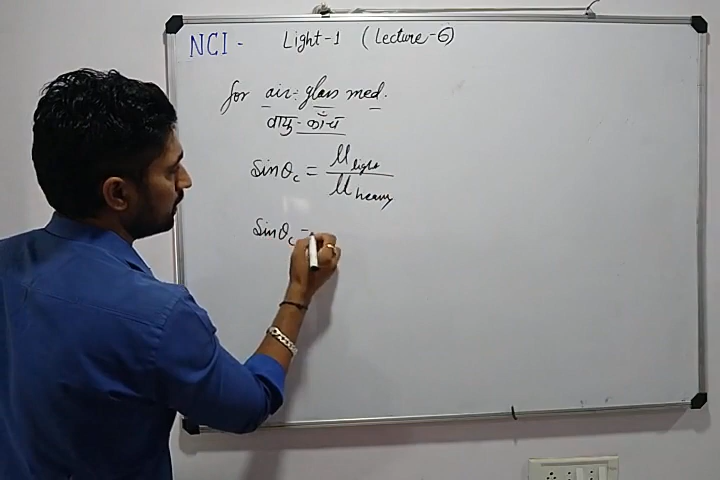 NCI - Light-1 (Lecture-6)
for air: glass med.
वायु - काँच
Sinθc = μlight / μheavy
Sinθc =